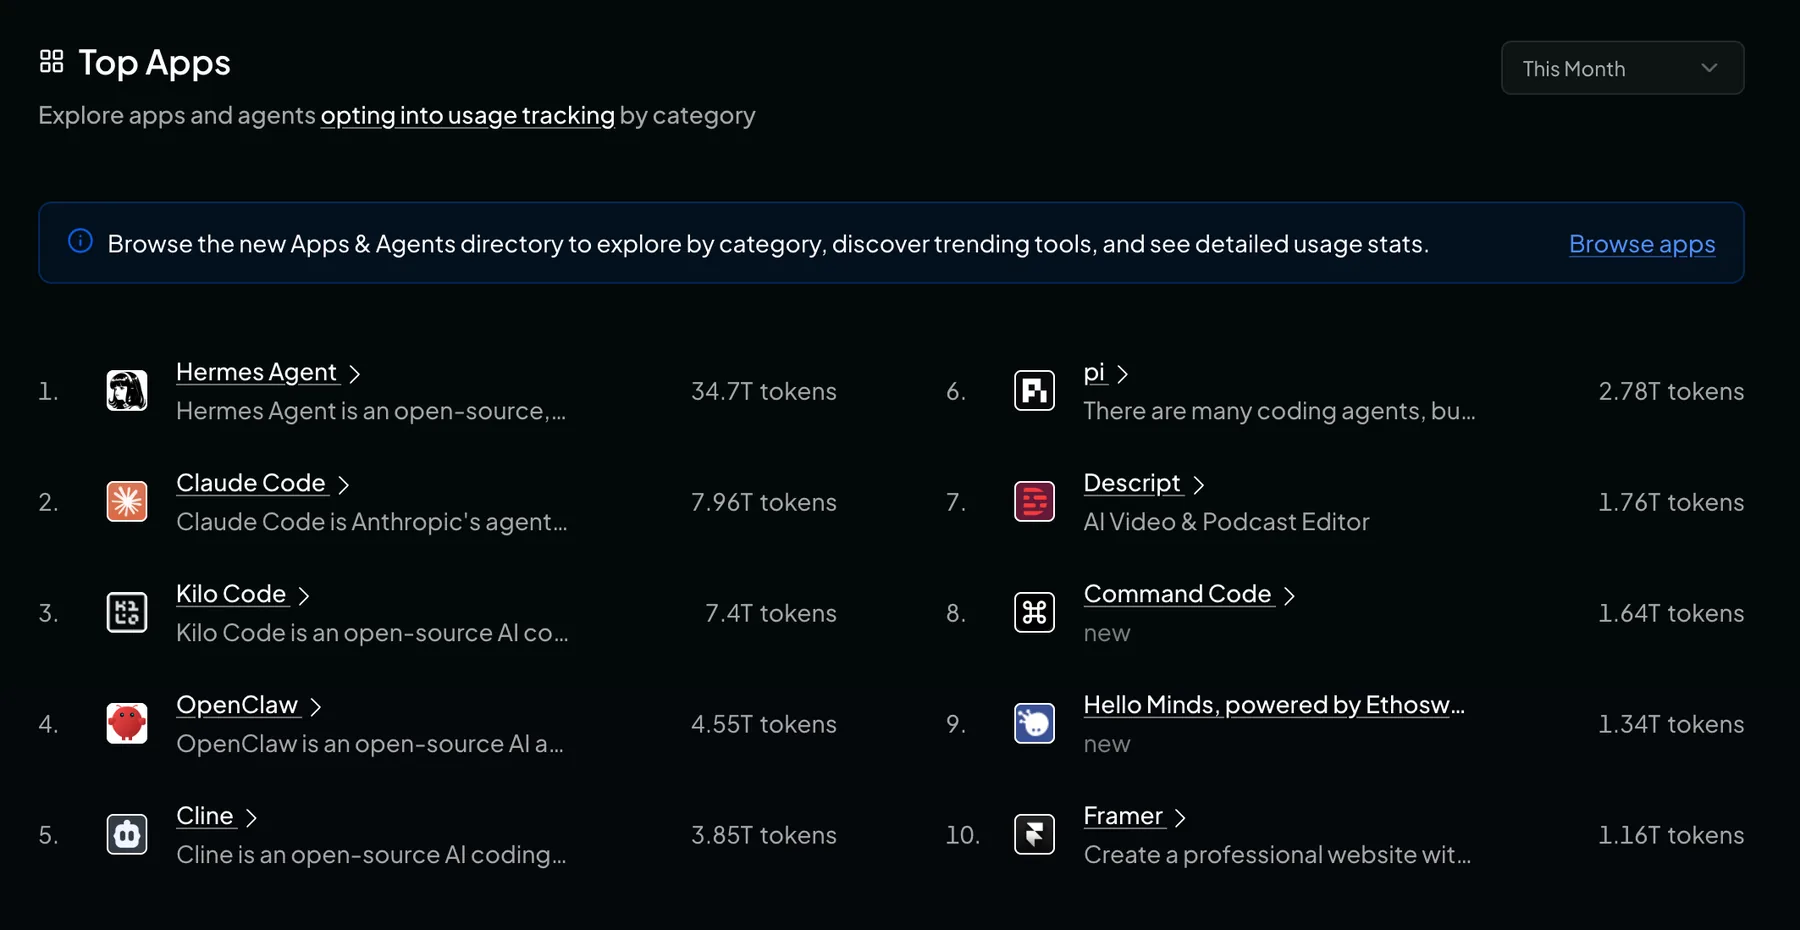 Top Apps
This Month
Explore apps and agents opting into usage tracking by category
Browse the new Apps & Agents directory to explore by category, discover trending tools, and see detailed usage stats.
Browse apps
1.
Hermes Agent
Hermes Agent is an open-source,...
34.7T tokens
2.
Claude Code
Claude Code is Anthropic's agent...
7.96T tokens
3.
Kilo Code
Kilo Code is an open-source AI co...
7.4T tokens
4.
OpenClaw
OpenClaw is an open-source AI a...
4.55T tokens
5.
Cline
Cline is an open-source AI coding...
3.85T tokens
6.
pi
There are many coding agents, bu...
2.78T tokens
7.
Descript
AI Video & Podcast Editor
1.76T tokens
8.
Command Code
new
1.64T tokens
9.
Hello Minds, powered by Ethosw...
new
1.34T tokens
10.
Framer
Create a professional website wit...
1.16T tokens